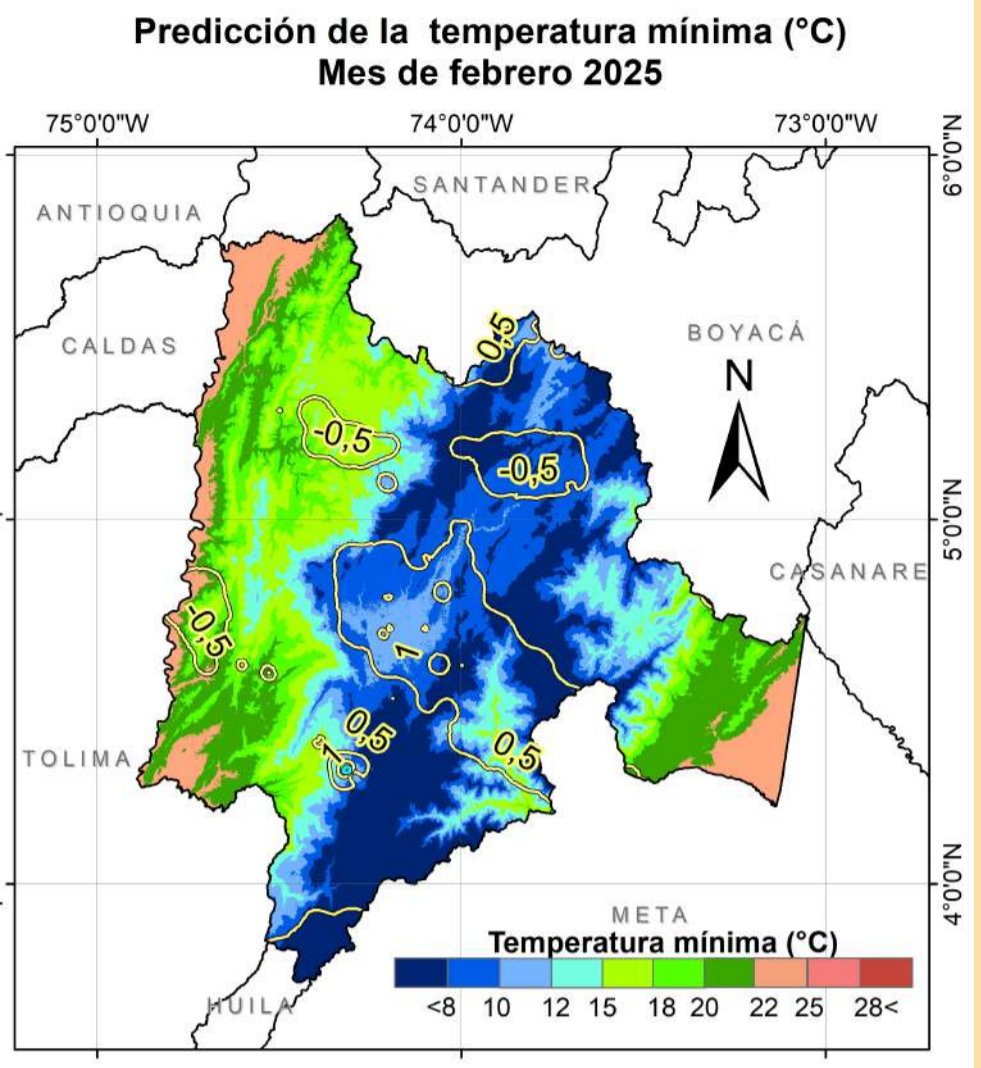 Predicción de la temperatura mínima (°C)
Mes de febrero 2025
75°0'0"W 74°0'0"W 73°0'0"W
6°0'0"N
SANTANDER
ANTIOQUIA
0,5
BOYACÁ
CALDAS
N
-0,5
-0,5
5°0'0"N
CASANARE
-0,5
1
0,5
0,5
1
TOLIMA
4°0'0"N
META
Temperatura mínima (°C)
<8 10 12 15 18 20 22 25 28<
HUILA